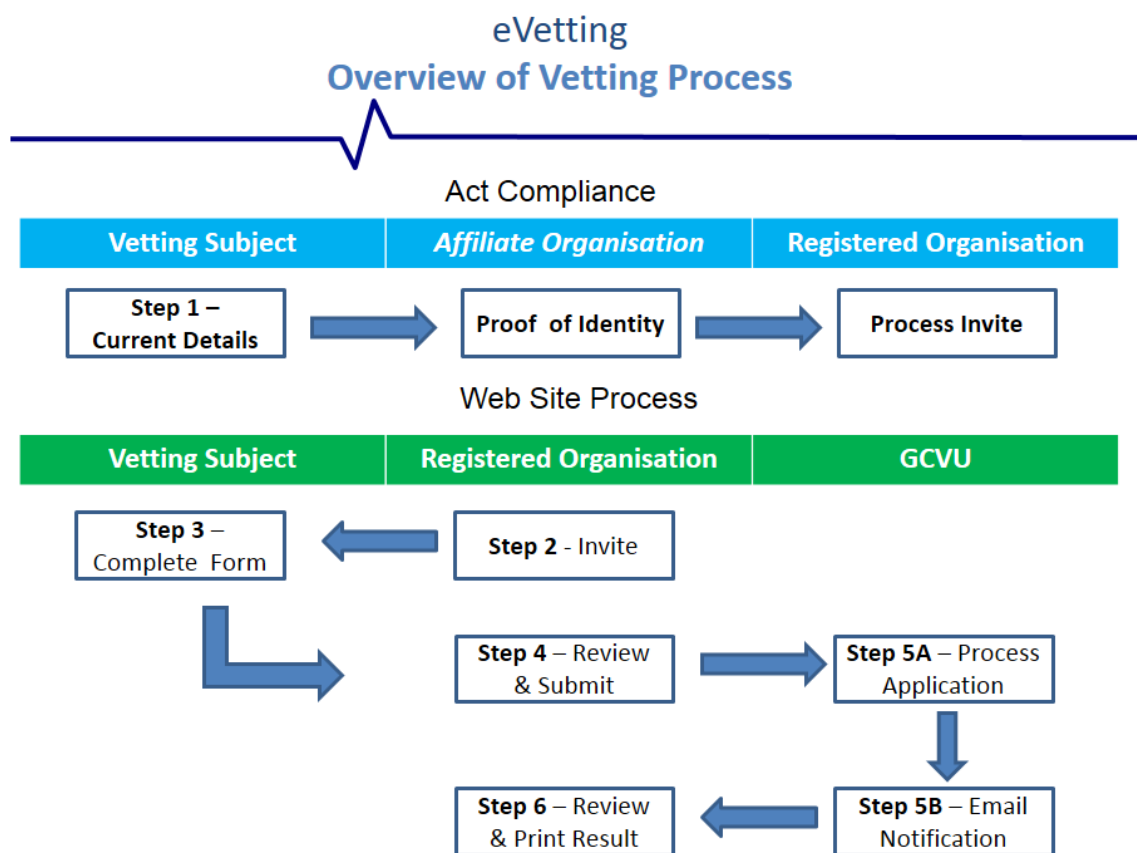 eVetting
Overview of Vetting Process
Act Compliance
Vetting Subject
Affiliate Organisation
Registered Organisation
Step 1 –
Current Details
Proof of Identity
Process Invite
Web Site Process
Vetting Subject
Registered Organisation
GCVU
Step 3 –
Complete Form
Step 2 - Invite
Step 4 – Review
& Submit
Step 5A – Process
Application
Step 6 – Review
& Print Result
Step 5B – Email
Notification